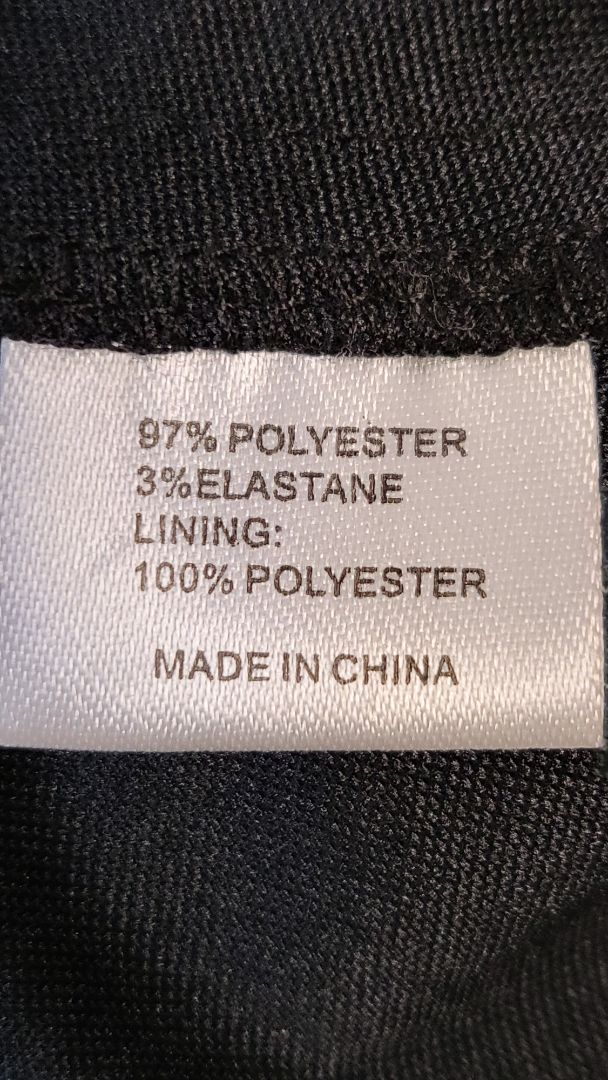 97% POLYESTER
3%ELASTANE
LINING:
100% POLYESTER
MADE IN CHINA